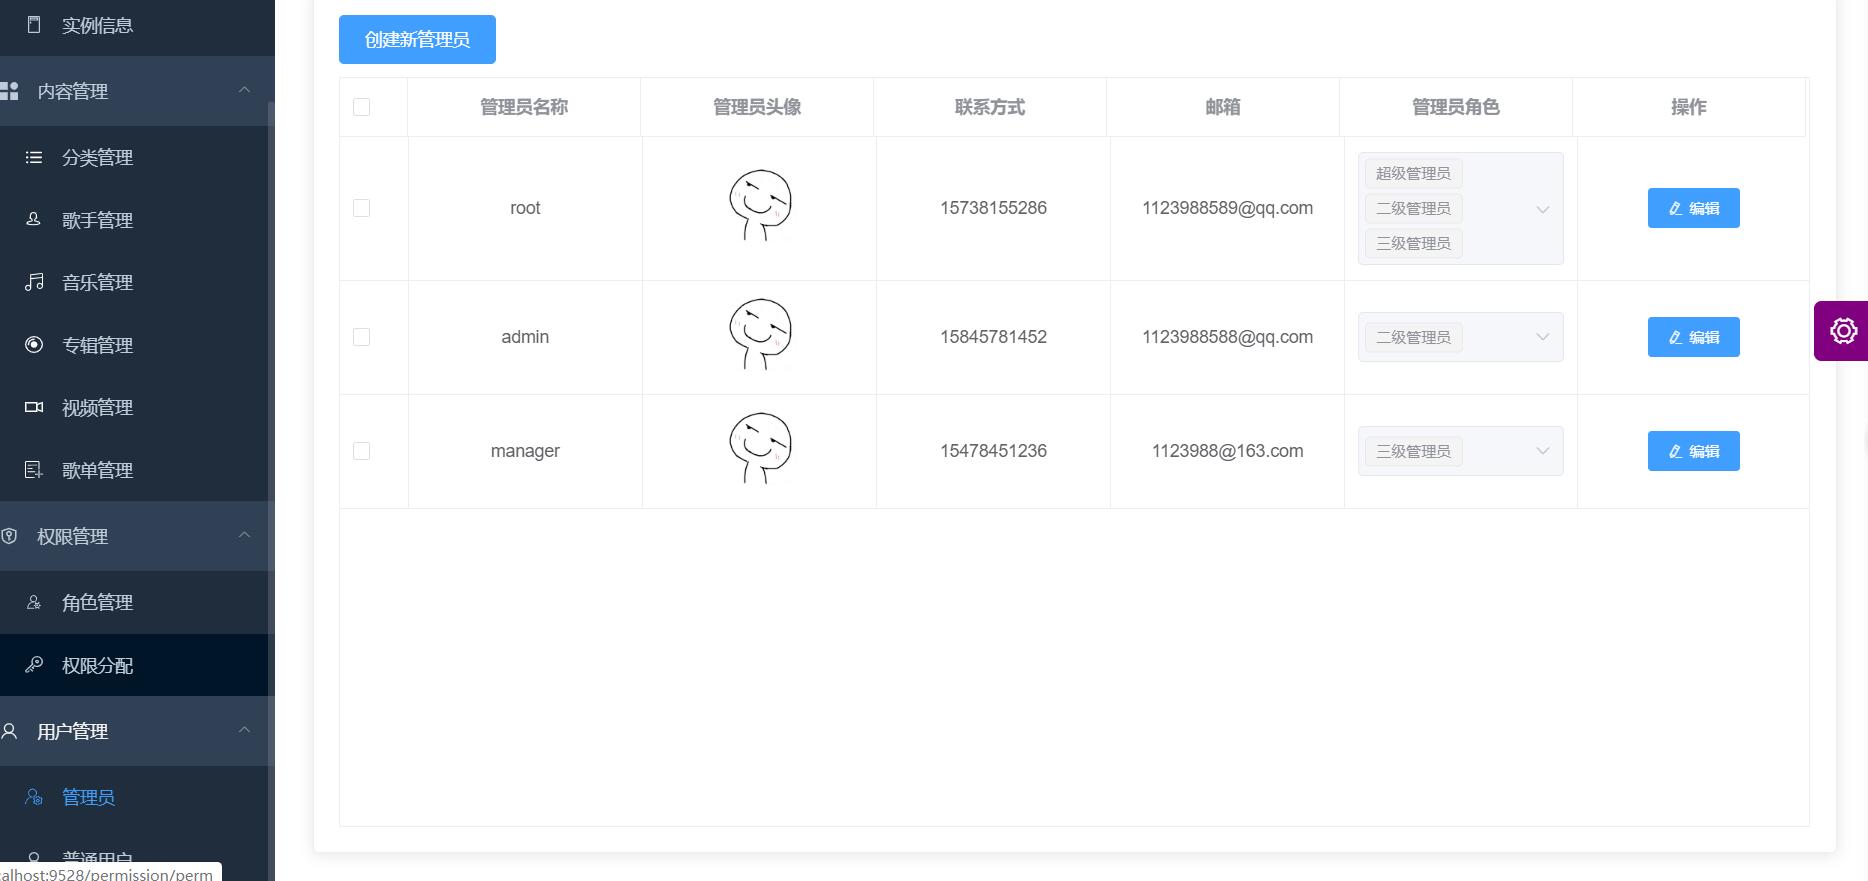 实例信息
内容管理
分类管理
歌手管理
音乐管理
专辑管理
视频管理
歌单管理
权限管理
角色管理
权限分配
用户管理
管理员
普通用户
alhost:9528/permission/perm
创建新管理员
管理员名称 管理员头像 联系方式 邮箱 管理员角色 操作
root 15738155286 1123988589@qq.com 超级管理员 二级管理员 三级管理员 编辑
admin 15845781452 1123988588@qq.com 二级管理员 编辑
manager 15478451236 1123988@163.com 三级管理员 编辑